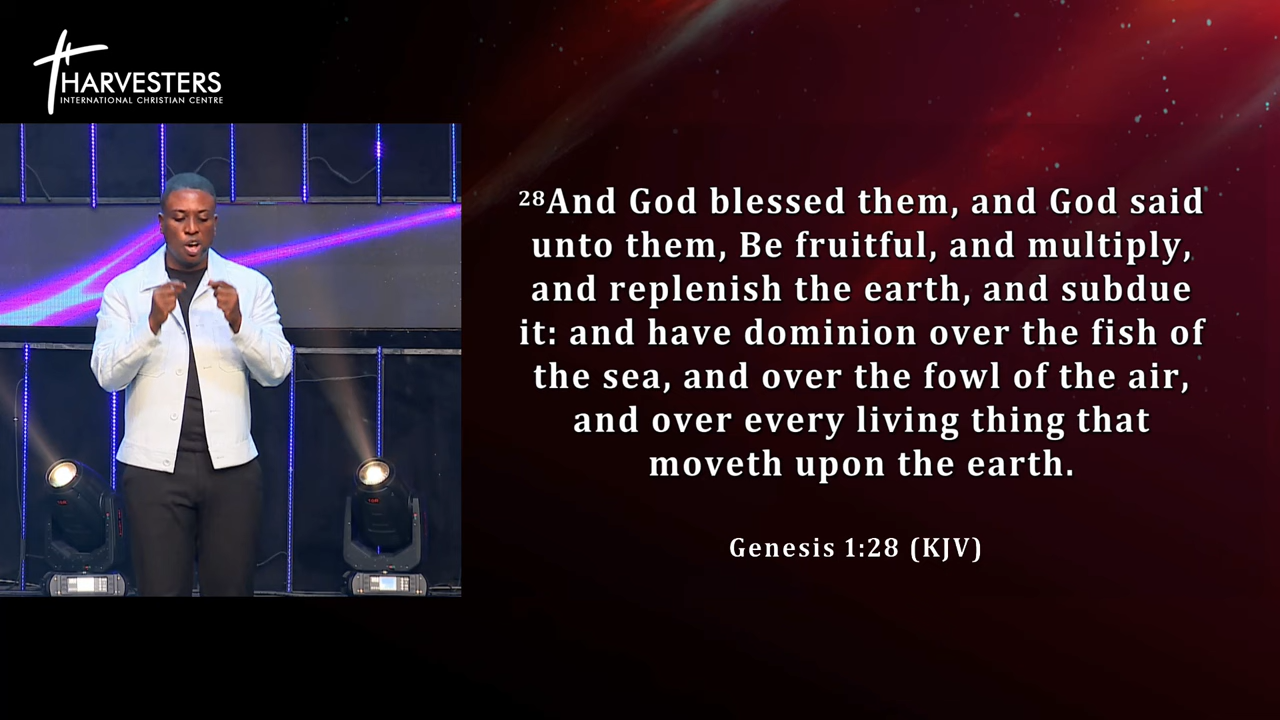 HARVESTERS
INTERNATIONAL CHRISTIAN CENTRE
28And God blessed them, and God said
unto them, Be fruitful, and multiply,
and replenish the earth, and subdue
it: and have dominion over the fish of
the sea, and over the fowl of the air,
and over every living thing that
moveth upon the earth.
Genesis 1:28 (KJV)